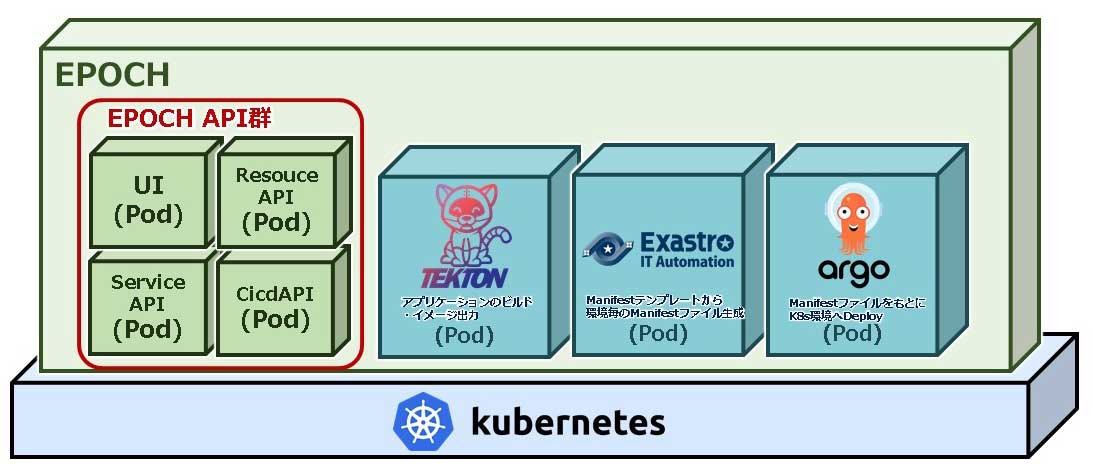 EPOCH
EPOCH API群
UI
(Pod)
Resouce
API
(Pod)
Service
API
(Pod)
CicdAPI
(Pod)
TEKTON
アプリケーションのビルド
・イメージ出力
(Pod)
Exastro
IT Automation
Manifestテンプレートから
環境毎のManifestファイル生成
(Pod)
argo
Manifestファイルをもとに
K8s環境へDeploy
(Pod)
kubernetes